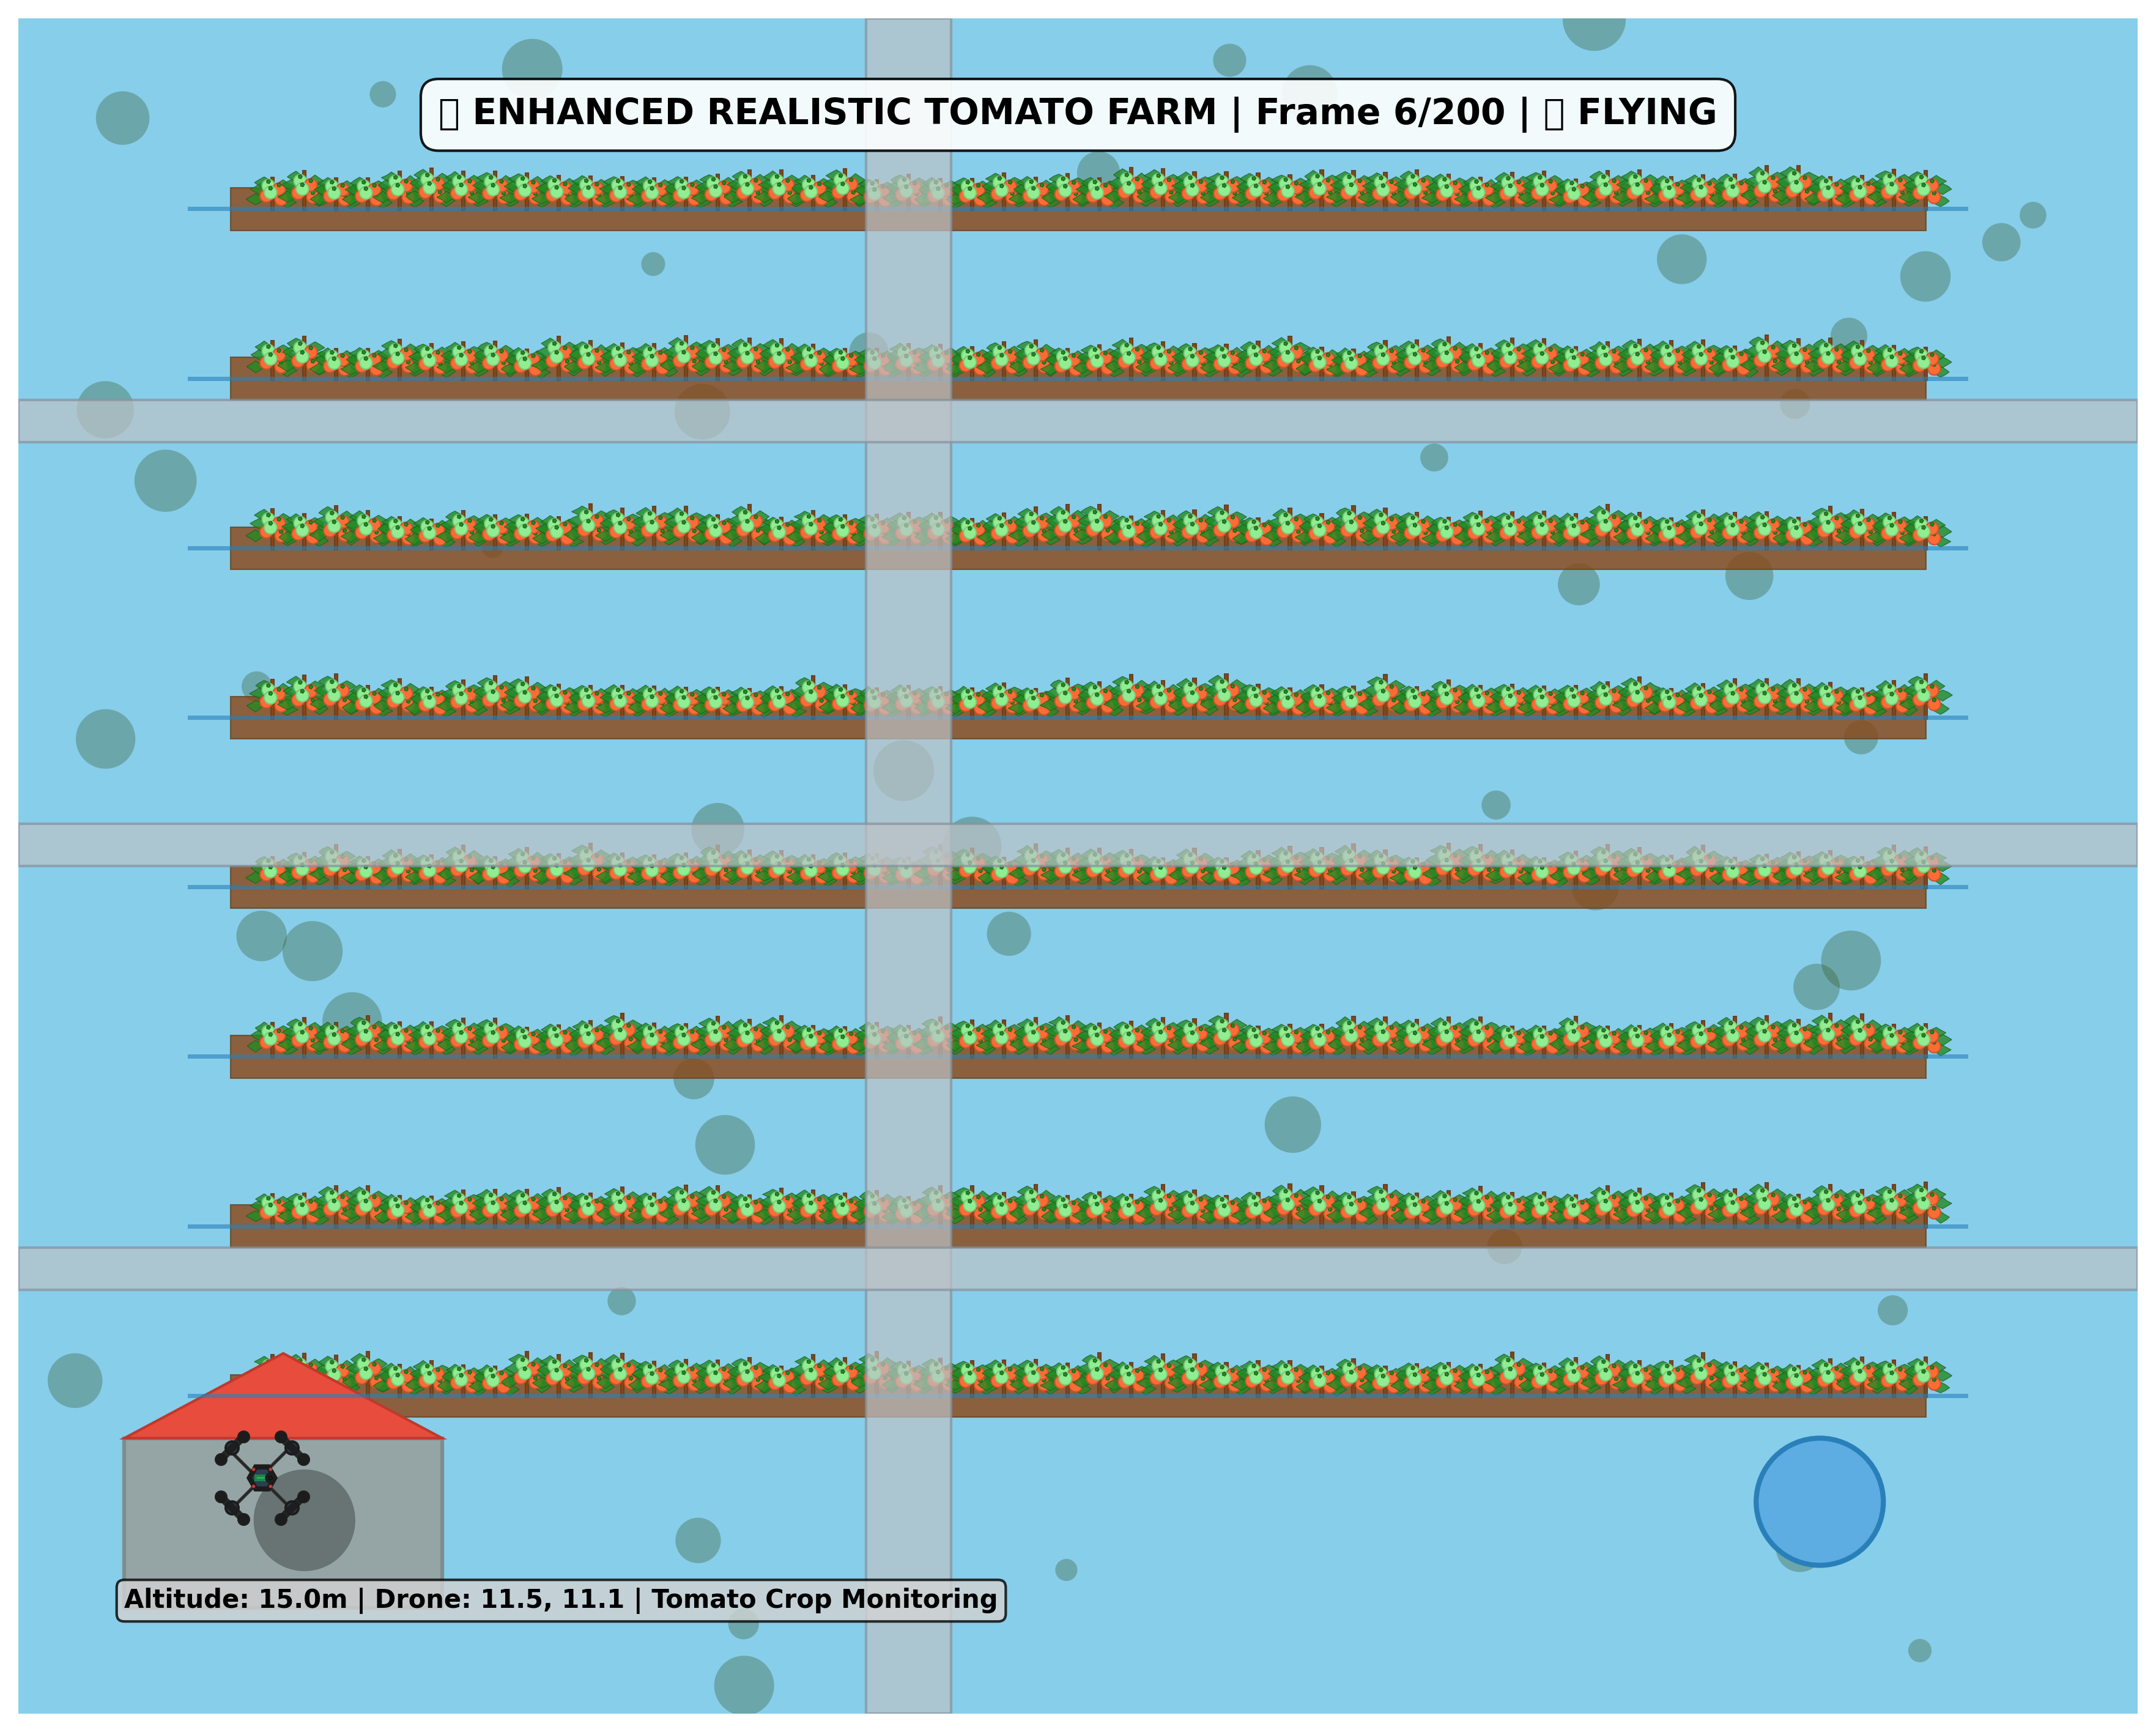 ▯ ENHANCED REALISTIC TOMATO FARM | Frame 6/200 | ▯ FLYING
Altitude: 15.0m | Drone: 11.5, 11.1 | Tomato Crop Monitoring